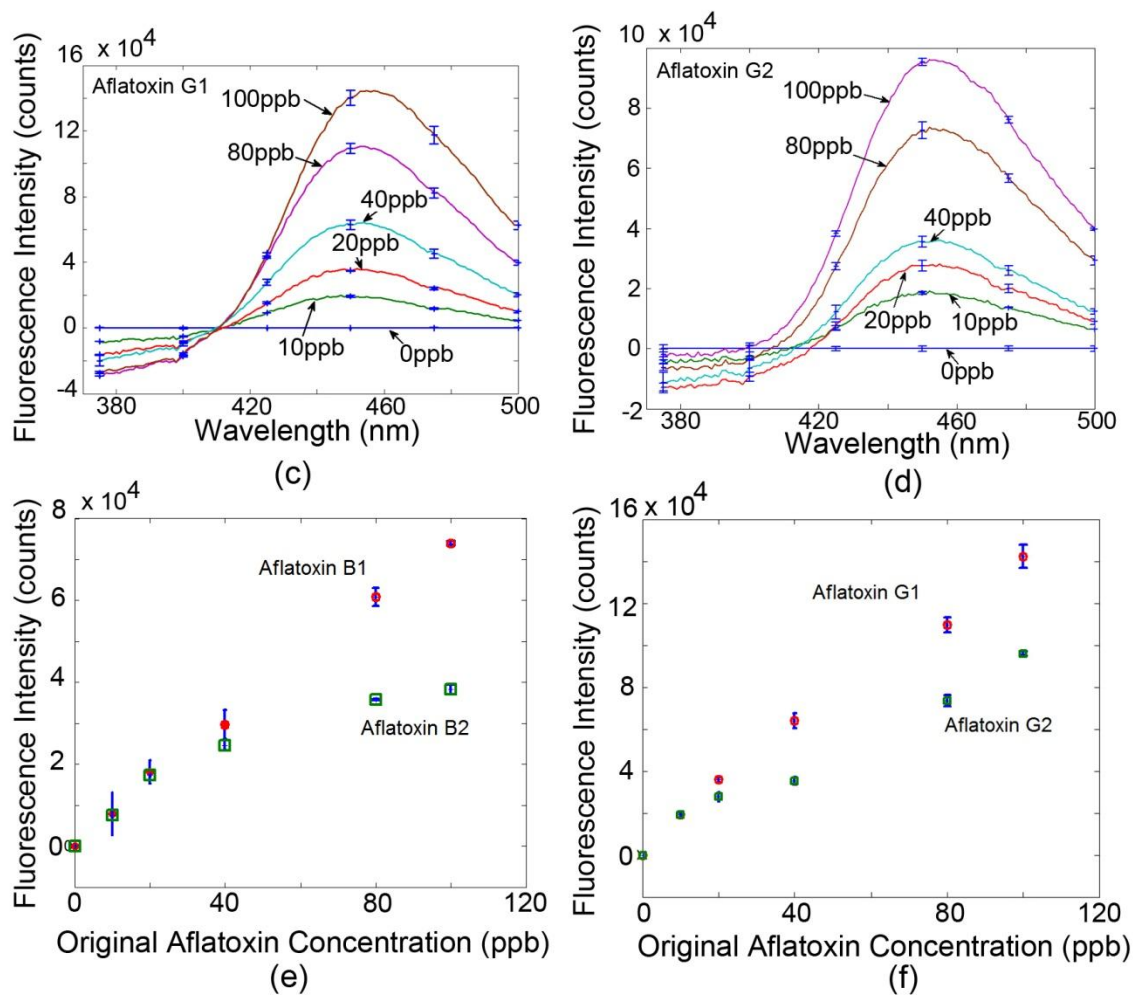 16 x 10⁴
Aflatoxin G1
100ppb
12
80ppb
8
40ppb
20ppb
4
0
10ppb
0ppb
-4
380
420
460
500
Wavelength (nm)
Fluorescence Intensity (counts)
(c)
10 x 10⁴
Aflatoxin G2
100ppb
8
80ppb
6
4
40ppb
2
20ppb
10ppb
0
0ppb
-2
380
420
460
500
Wavelength (nm)
Fluorescence Intensity (counts)
(d)
8 x 10⁴
Aflatoxin B1
6
4
Aflatoxin B2
2
0
0
40
80
120
Original Aflatoxin Concentration (ppb)
Fluorescence Intensity (counts)
(e)
16 x 10⁴
Aflatoxin G1
12
8
Aflatoxin G2
4
0
0
40
80
120
Original Aflatoxin Concentration (ppb)
Fluorescence Intensity (counts)
(f)